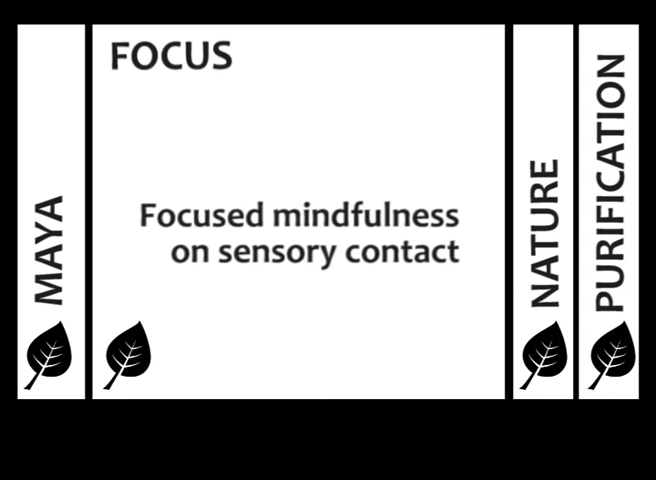 MAYA
FOCUS
Focused mindfulness
on sensory contact
NATURE
PURIFICATION